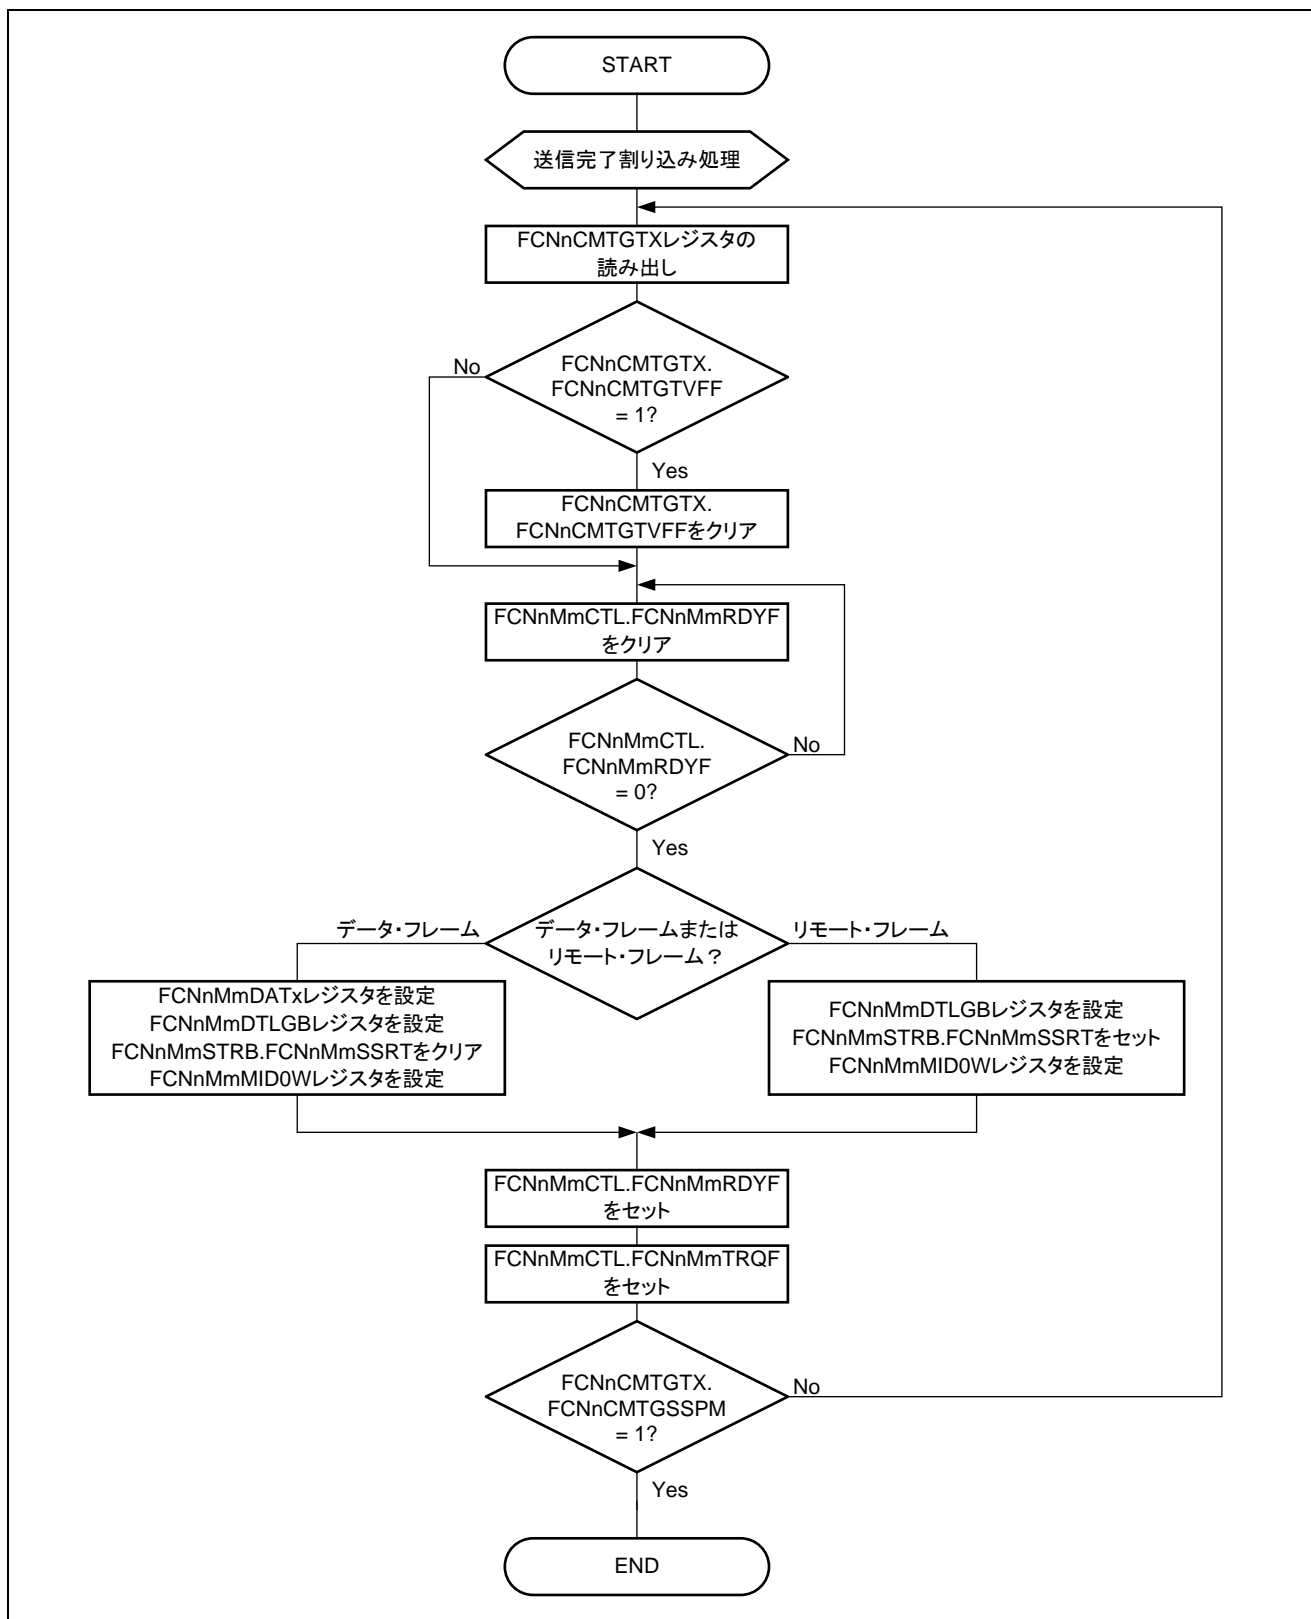 START
送信完了割り込み処理
FCNnCMTGTXレジスタの
読み出し
No
FCNnCMTGTX.
FCNnCMTGTVFF
= 1?
Yes
FCNnCMTGTX.
FCNnCMTGTVFFをクリア
FCNnMmCTL.FCNnMmRDYF
をクリア
FCNnMmCTL.
FCNnMmRDYF
= 0?
No
Yes
データ・フレーム
データ・フレームまたは
リモート・フレーム？
リモート・フレーム
FCNnMmDATxレジスタを設定
FCNnMmDTLGBレジスタを設定
FCNnMmSTRB.FCNnMmSSRTをクリア
FCNnMmMID0Wレジスタを設定
FCNnMmDTLGBレジスタを設定
FCNnMmSTRB.FCNnMmSSRTをセット
FCNnMmMID0Wレジスタを設定
FCNnMmCTL.FCNnMmRDYF
をセット
FCNnMmCTL.FCNnMmTRQF
をセット
FCNnCMTGTX.
FCNnCMTGSSPM
= 1?
No
Yes
END